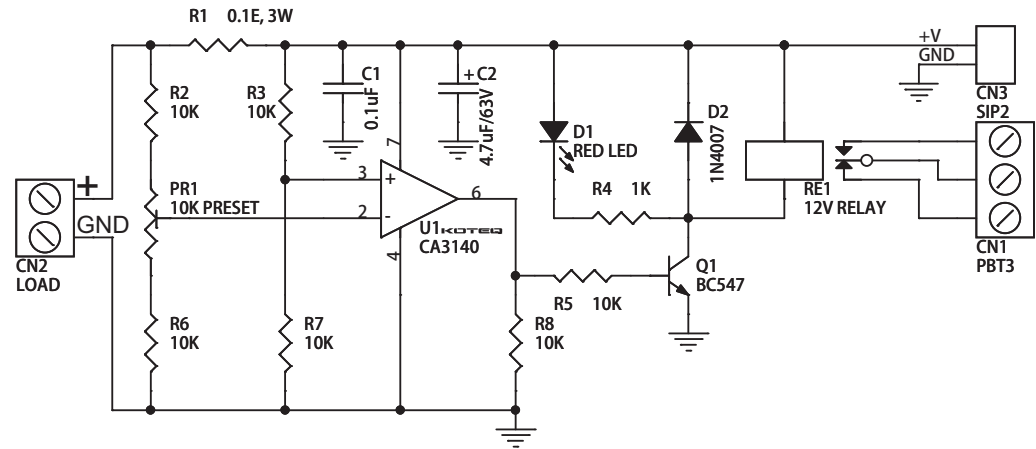 R1 0.1E, 3W
+V
GND
CN3
SIP2
R2
10K
R3
10K
C1
0.1uF
+ C2
4.7uF/63V
D1
RED LED
D2
1N4007
R4 1K
RE1
12V RELAY
CN1
PBT3
7
3
+
2
-
6
4
U1
CA3140
PR1
10K PRESET
+
GND
CN2
LOAD
Q1
BC547
R5 10K
R6
10K
R7
10K
R8
10K